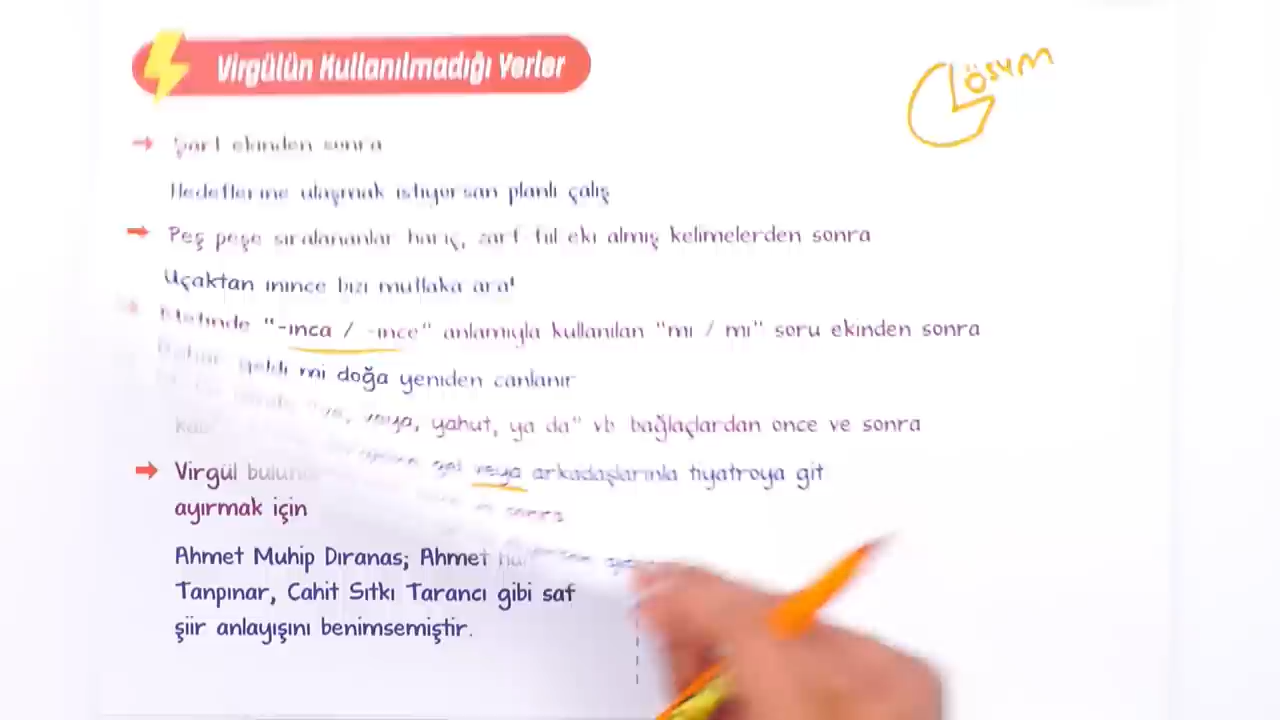 Virgülün Kullanılmadığı Yerler
ÖSYM
Şart ekinden sonra
Hedeflerine ulaşmak istiyorsan planlı çalış
Peş peşe sıralananlar hariç, zarf fiil eki almış kelimelerden sonra
Uçaktan inince bizi mutlaka ara!
Metinde "-ınca / -ince" anlamıyla kullanılan "mı / mi" soru ekinden sonra
geldi mi doğa yeniden canlanır
veya, yahut, ya da" vb bağlaçlardan önce ve sonra
gel veya arkadaşlarınla tiyatroya git
Virgül
sonra
ayırmak için
Ahmet Muhip Dıranas; Ahmet
Tanpınar, Cahit Sıtkı Tarancı gibi saf
şiir anlayışını benimsemiştir.